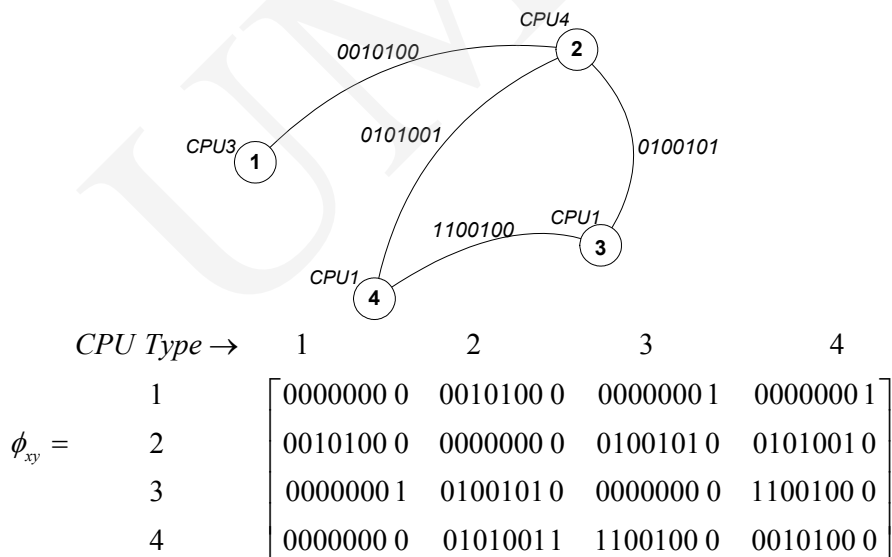 CPU4
2
0010100
CPU3
1
0101001
0100101
CPU1
3
1100100
CPU1
4
CPU Type → 1 2 3 4
1 0000000 0 0010100 0 0000000 1 0000000 1
ϕxy = 2 0010100 0 0000000 0 0100101 0 0101001 0
3 0000000 1 0100101 0 0000000 0 1100100 0
4 0000000 0 0101001 1 1100100 0 0010100 0